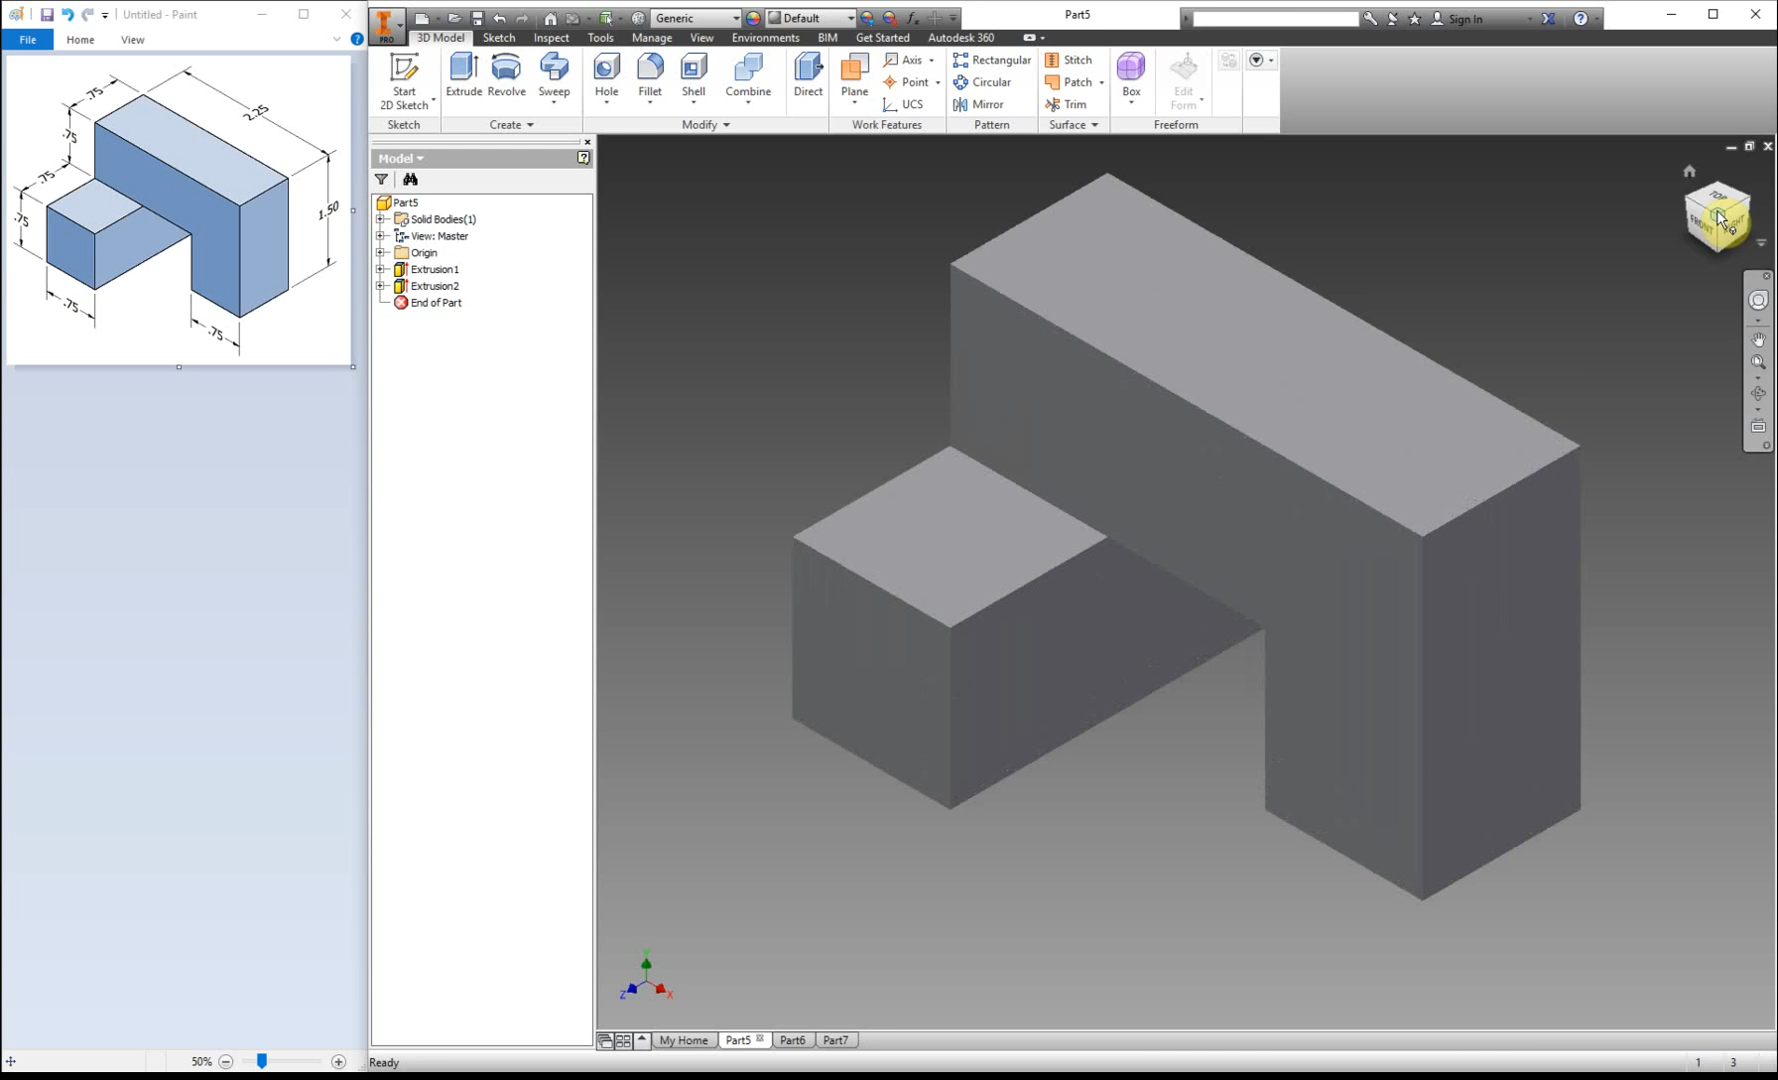 Untitled - Paint
File
Home
View
.75
2.25
.75
.75
.75
1.50
.75
.75
50%
PRO
Generic
Default
Part5
Sign In
3D Model
Sketch
Inspect
Tools
Manage
View
Environments
BIM
Get Started
Autodesk 360
Start
2D Sketch
Extrude
Revolve
Sweep
Hole
Fillet
Shell
Combine
Direct
Plane
Axis
Point
UCS
Rectangular
Circular
Mirror
Stitch
Patch
Trim
Box
Edit
Form
Sketch
Create
Modify
Work Features
Pattern
Surface
Freeform
Model
Part5
Solid Bodies(1)
View: Master
Origin
Extrusion1
Extrusion2
End of Part
TOP
FRONT
RIGHT
Y
Z
X
My Home
Part5
Part6
Part7
Ready
1
3